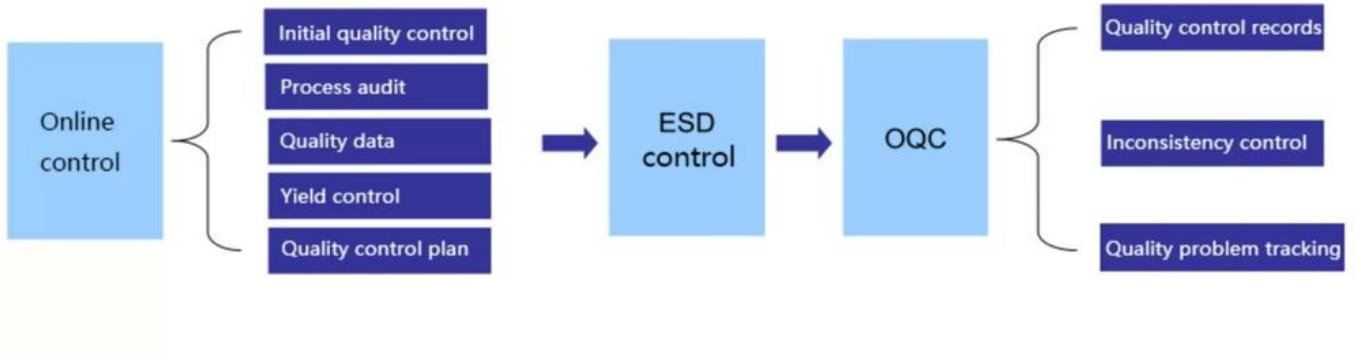 Online
control
Initial quality control
Process audit
Quality data
Yield control
Quality control plan
ESD
control
OQC
Quality control records
Inconsistency control
Quality problem tracking